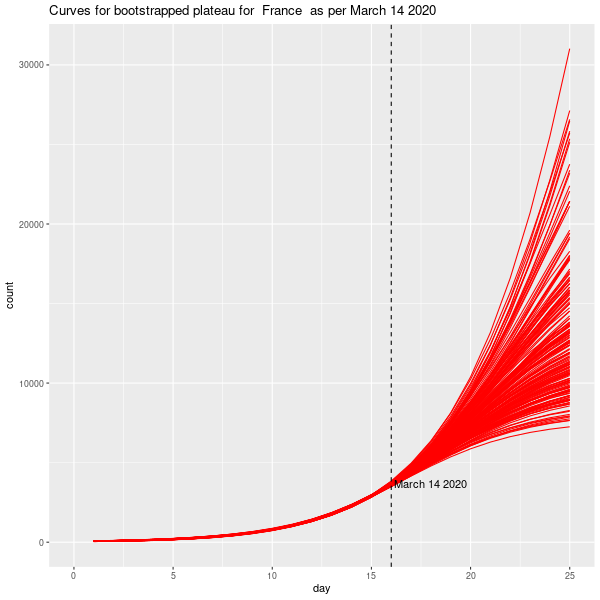 Curves for bootstrapped plateau for  France  as per March 14 2020
30000
20000
count
10000
March 14 2020
0
0 5 10 15 20 25
day